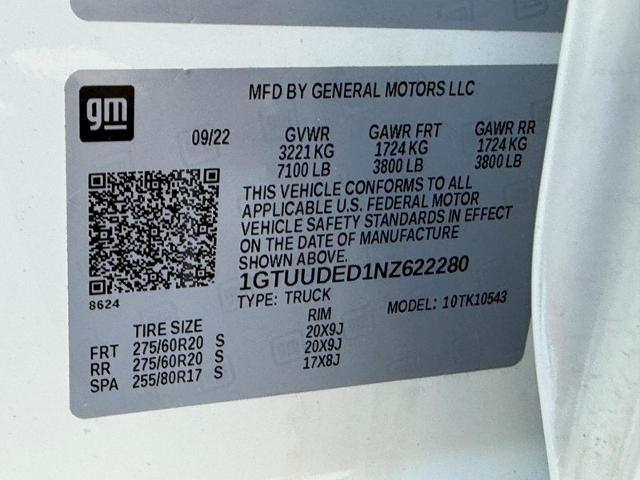 gm
MFD BY GENERAL MOTORS LLC
09/22 GVWR GAWR FRT GAWR RR
3221 KG 1724 KG 1724 KG
7100 LB 3800 LB 3800 LB
THIS VEHICLE CONFORMS TO ALL
APPLICABLE U.S. FEDERAL MOTOR
VEHICLE SAFETY STANDARDS IN EFFECT
ON THE DATE OF MANUFACTURE
SHOWN ABOVE.
1GTUUDED1NZ622280
8624
TYPE: TRUCK MODEL: 10TK10543
TIRE SIZE RIM
FRT 275/60R20 S 20X9J
RR 275/60R20 S 20X9J
SPA 255/80R17 S 17X8J